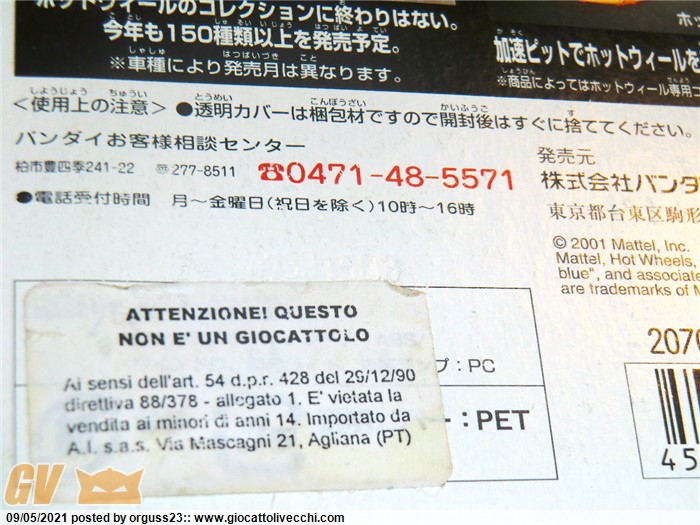 ホットウィールのコレクションに終わりはない。
今年も150種類以上を発売予定。
※車種により発売月は異なります。
加速ピットでホットウィールを
※商品によってはホットウィール専用コ
<使用上の注意>●透明カバーは梱包材ですので開封後はすぐに捨ててください。
バンダイお客様相談センター
柏市豊四季241-22 〠277-8511 ☎0471-48-5571
●電話受付時間 月～金曜日(祝日を除く)10時～16時
発売元
株式会社バンダ
東京都台東区駒形
© 2001 Mattel, Inc.
Mattel, Hot Wheels,
blue", and associate
are trademarks of M
207
プ:PC
ー:PET
45
ATTENZIONE! QUESTO
NON E' UN GIOCATTOLO
Ai sensi dell'art. 54 d.p.r. 428 del 29/12/90
direttiva 88/378 - allegato 1. E' vietata la
vendita ai minori di anni 14. Importato da
A.I. s.a.s. Via Mascagni 21, Agliana (PT)
GV
09/05/2021 posted by orguss23:: www.giocattolivecchi.com